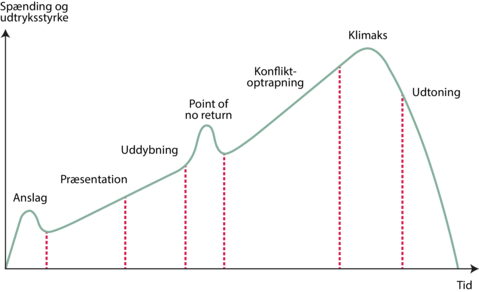 Spænding og
udtryksstyrke
Klimaks
Konflikt-
optrapning
Udtoning
Point of
no return
Uddybning
Præsentation
Anslag
Tid